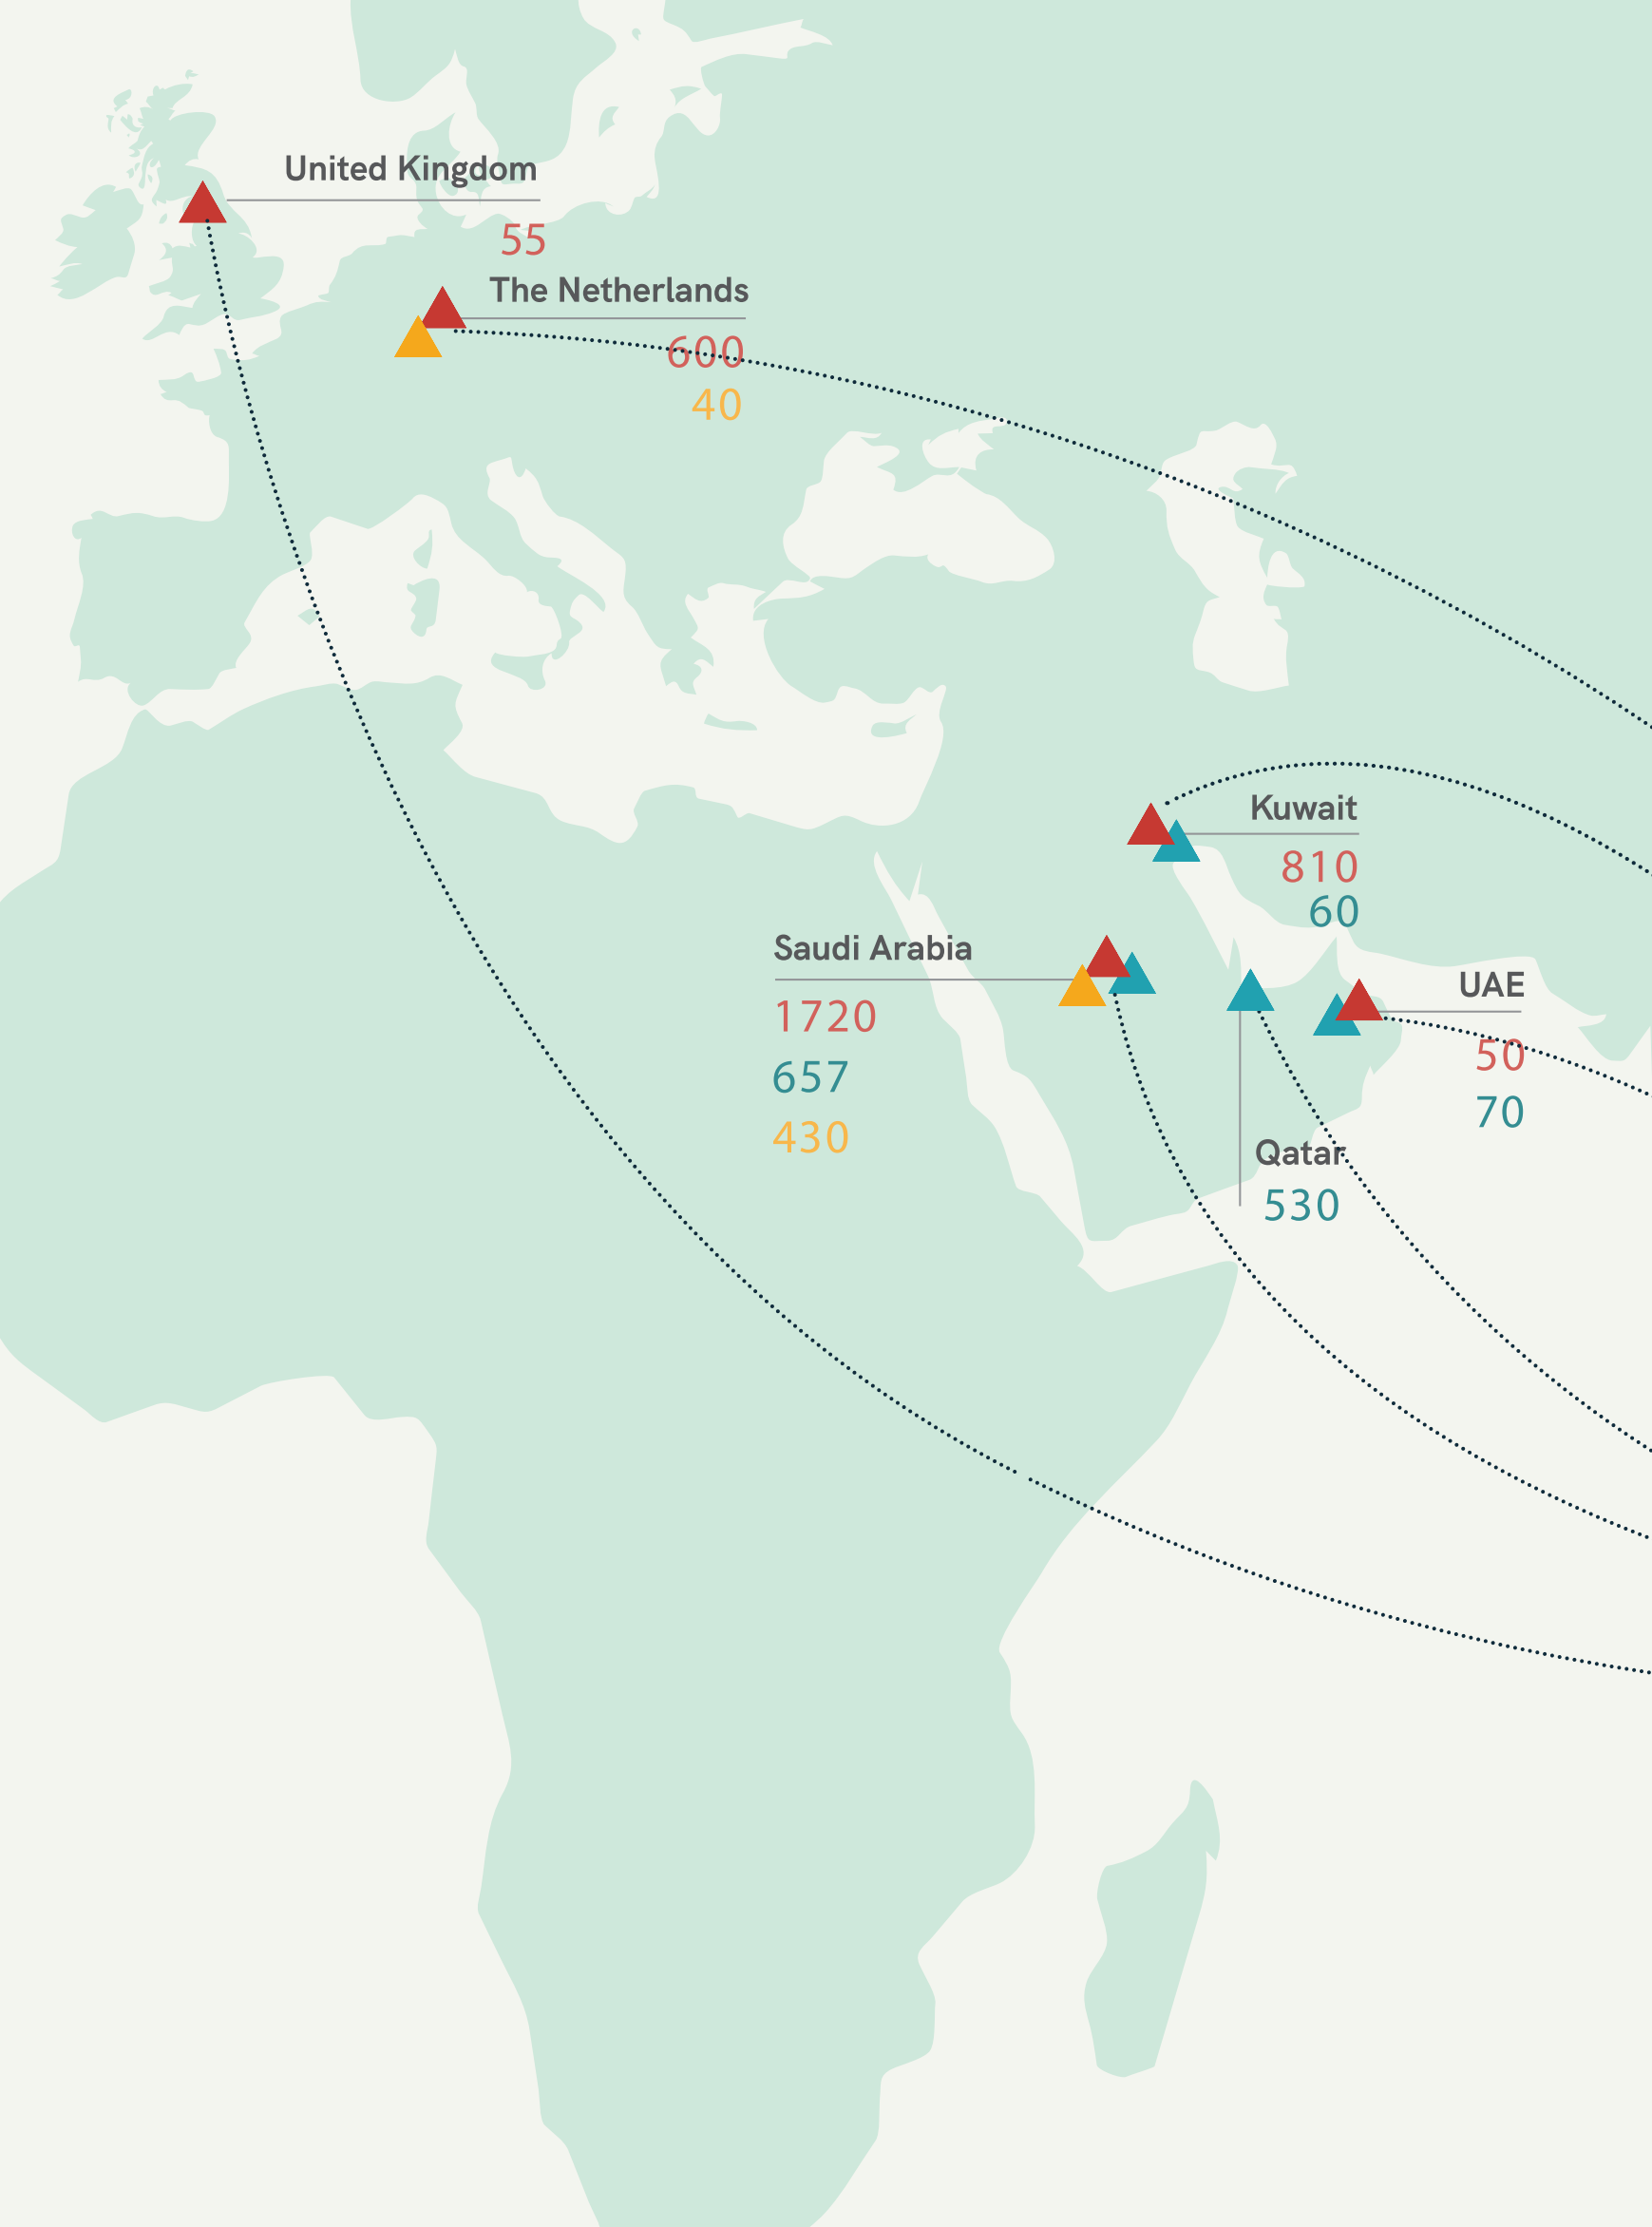 United Kingdom
55
The Netherlands
600
40
Kuwait
810
60
Saudi Arabia
1720
657
430
UAE
50
70
Qatar
530